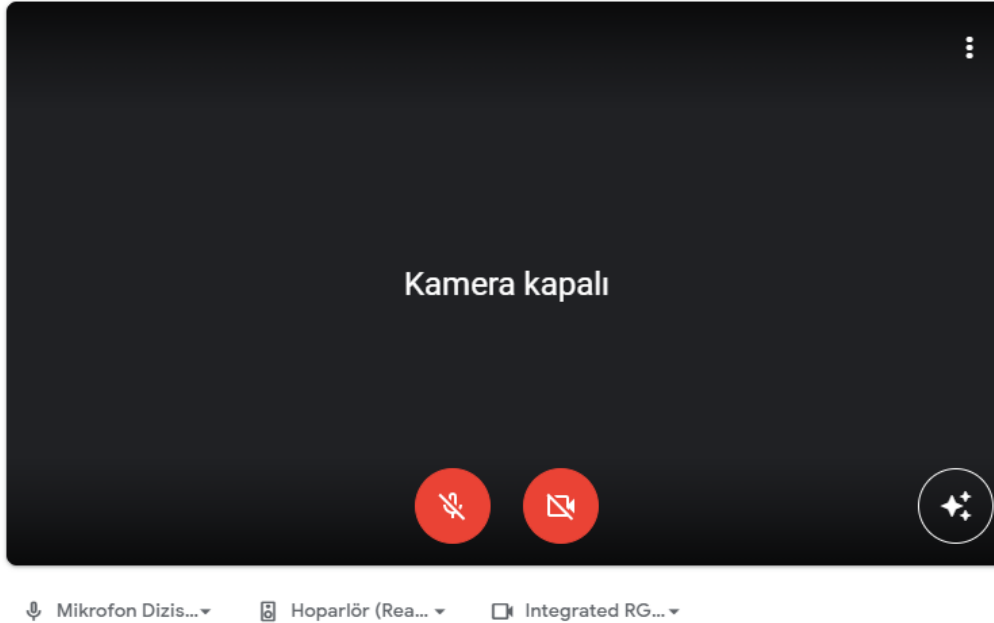 Kamera kapalı
Mikrofon Dizis...
Hoparlör (Rea...
Integrated RG...